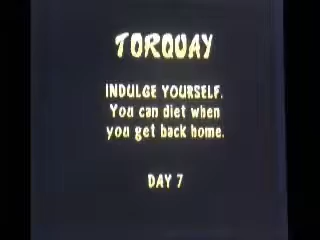 TORQUAY
INDULGE YOURSELF.
You can diet when
you get back home.
DAY 7